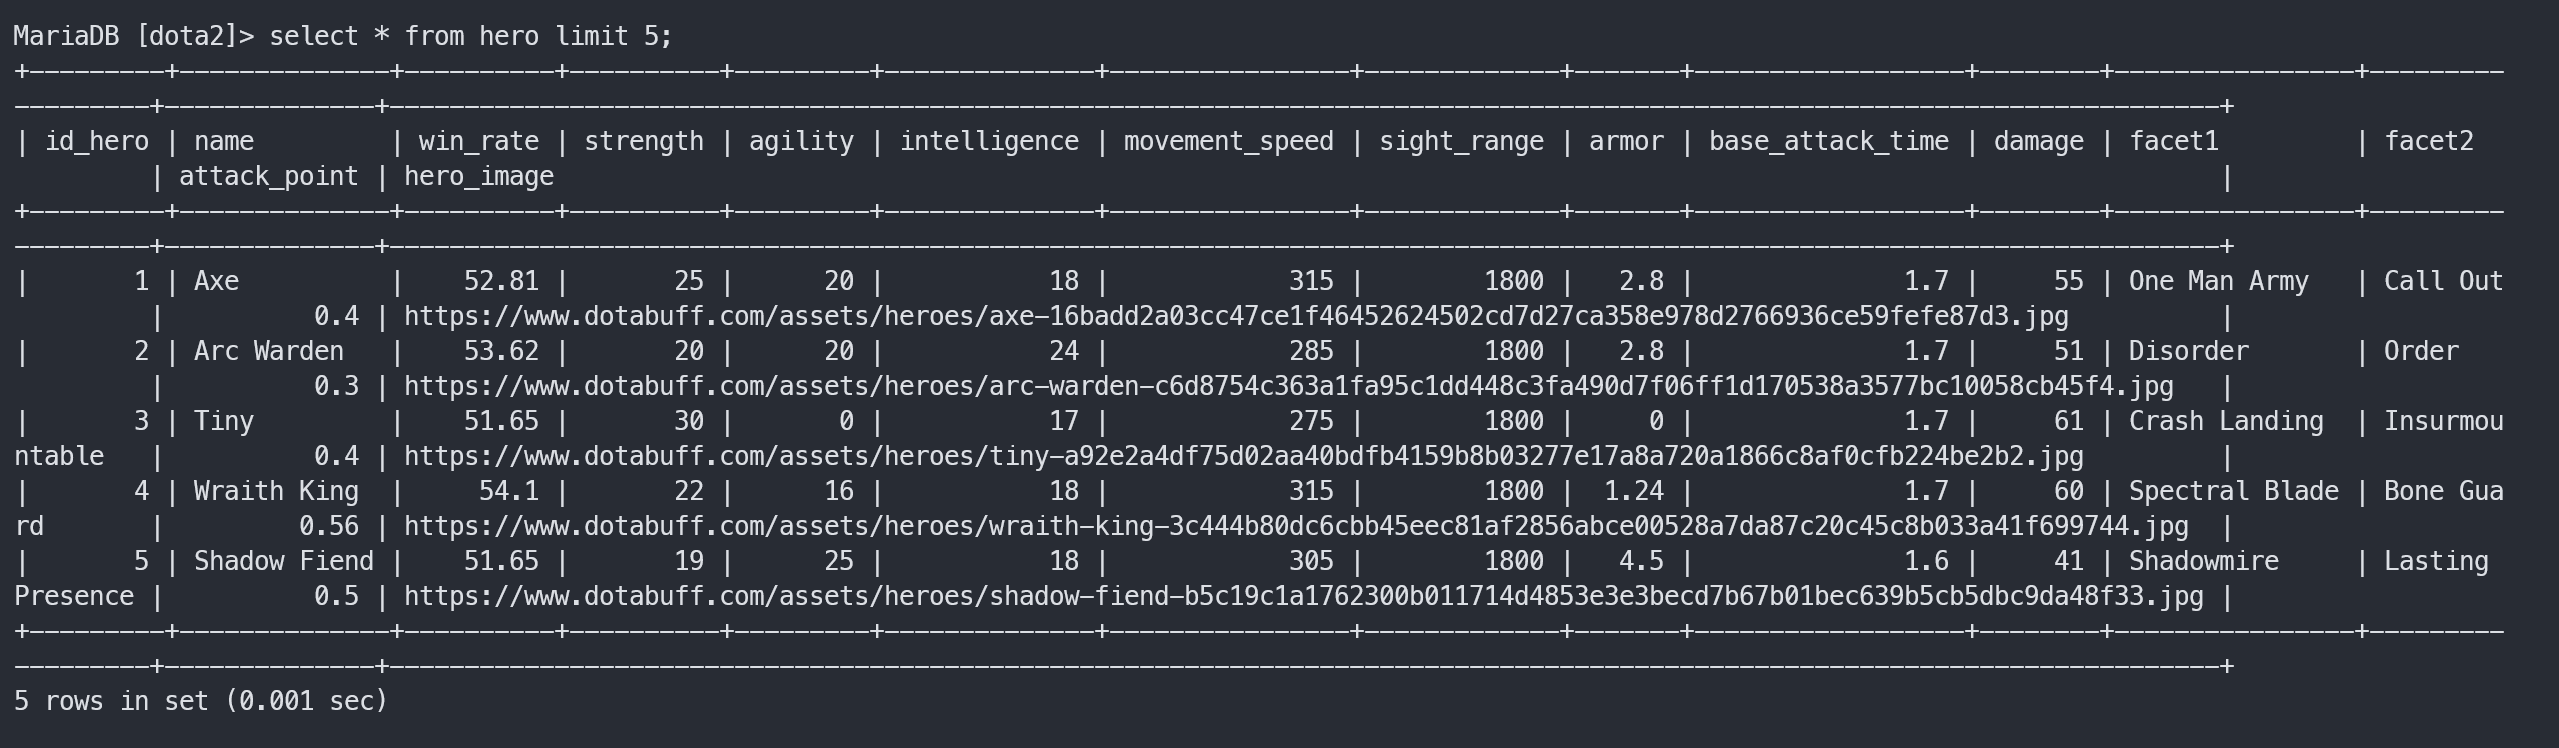 MariaDB [dota2]> select * from hero limit 5;
+---------+--------------+----------+----------+---------+--------------+----------------+-------------+-------+------------------+--------+----------------+---------
---------+--------------+--------------------------------------------------------------------------------------------------------------------------+
| id_hero | name         | win_rate | strength | agility | intelligence | movement_speed | sight_range | armor | base_attack_time | damage | facet1         | facet2
         | attack_point | hero_image                                                                                                               |
+---------+--------------+----------+----------+---------+--------------+----------------+-------------+-------+------------------+--------+----------------+---------
---------+--------------+--------------------------------------------------------------------------------------------------------------------------+
|       1 | Axe          |    52.81 |       25 |      20 |           18 |            315 |        1800 |   2.8 |              1.7 |     55 | One Man Army   | Call Out
         |          0.4 | https://www.dotabuff.com/assets/heroes/axe-16badd2a03cc47ce1f46452624502cd7d27ca358e978d2766936ce59fefe87d3.jpg          |
|       2 | Arc Warden   |    53.62 |       20 |      20 |           24 |            285 |        1800 |   2.8 |              1.7 |     51 | Disorder       | Order
         |          0.3 | https://www.dotabuff.com/assets/heroes/arc-warden-c6d8754c363a1fa95c1dd448c3fa490d7f06ff1d170538a3577bc10058cb45f4.jpg   |
|       3 | Tiny         |    51.65 |       30 |       0 |           17 |            275 |        1800 |     0 |              1.7 |     61 | Crash Landing  | Insurmou
ntable   |          0.4 | https://www.dotabuff.com/assets/heroes/tiny-a92e2a4df75d02aa40bdfb4159b8b03277e17a8a720a1866c8af0cfb224be2b2.jpg         |
|       4 | Wraith King  |     54.1 |       22 |      16 |           18 |            315 |        1800 |  1.24 |              1.7 |     60 | Spectral Blade | Bone Gua
rd       |         0.56 | https://www.dotabuff.com/assets/heroes/wraith-king-3c444b80dc6cbb45eec81af2856abce00528a7da87c20c45c8b033a41f699744.jpg  |
|       5 | Shadow Fiend |    51.65 |       19 |      25 |           18 |            305 |        1800 |   4.5 |              1.6 |     41 | Shadowmire     | Lasting
Presence |          0.5 | https://www.dotabuff.com/assets/heroes/shadow-fiend-b5c19c1a1762300b011714d4853e3e3becd7b67b01bec639b5cb5dbc9da48f33.jpg |
+---------+--------------+----------+----------+---------+--------------+----------------+-------------+-------+------------------+--------+----------------+---------
---------+--------------+--------------------------------------------------------------------------------------------------------------------------+
5 rows in set (0.001 sec)